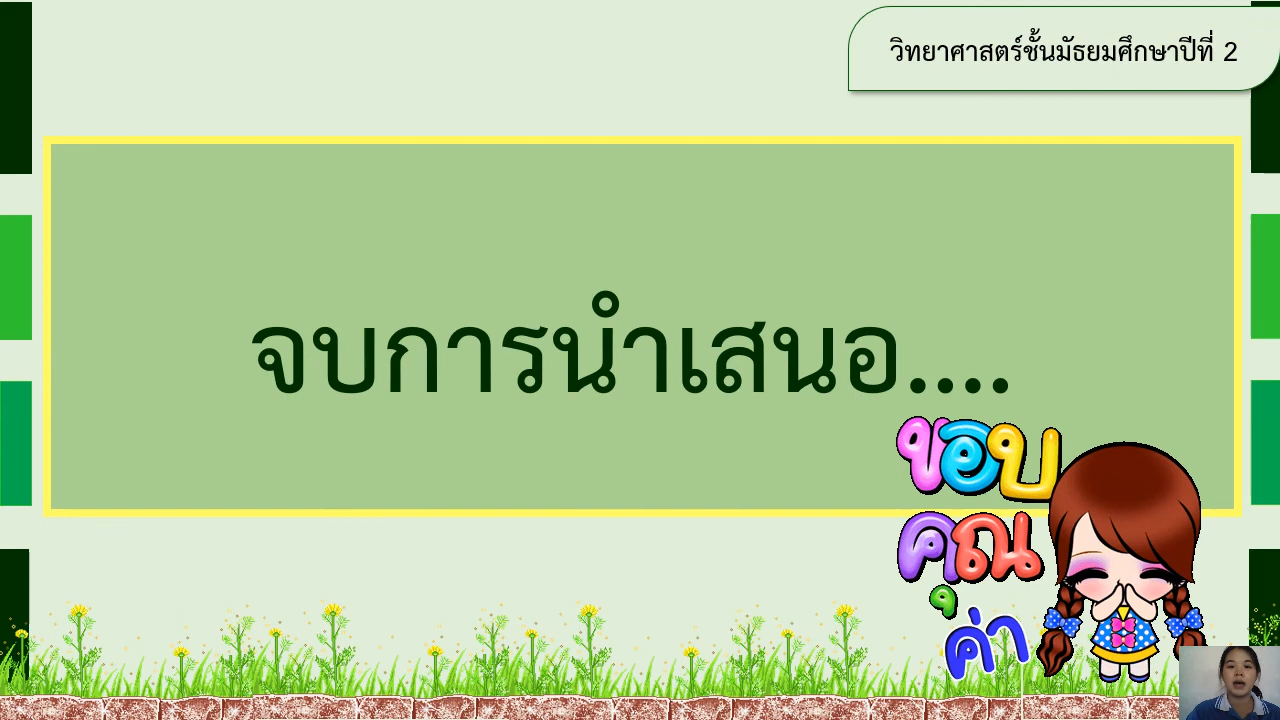 วิทยาศาสตร์ชั้นมัธยมศึกษาปีที่ 2
จบการนำเสนอ....
ขอบ
คุณ
ค่า